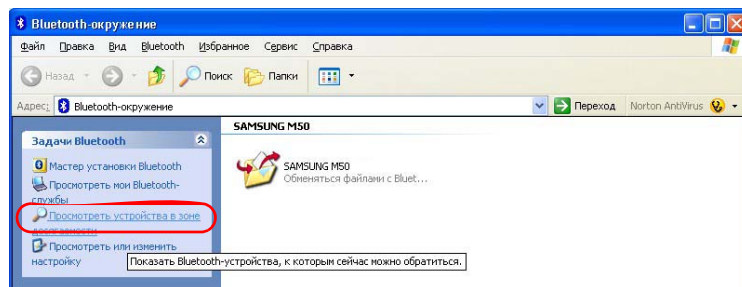 Bluetooth-окружение
Файл Правка Вид Bluetooth Избранное Сервис Справка
Назад Поиск Папки
Адрес: Bluetooth-окружение Переход Norton AntiVirus
SAMSUNG M50
Задачи Bluetooth
Мастер установки Bluetooth
Просмотреть мои Bluetooth-
службы
Просмотреть устройства в зоне
досягаемости
Просмотреть или изменить
настройку
SAMSUNG M50
Обменяться файлами с Bluet...
Показать Bluetooth-устройства, к которым сейчас можно обратиться.